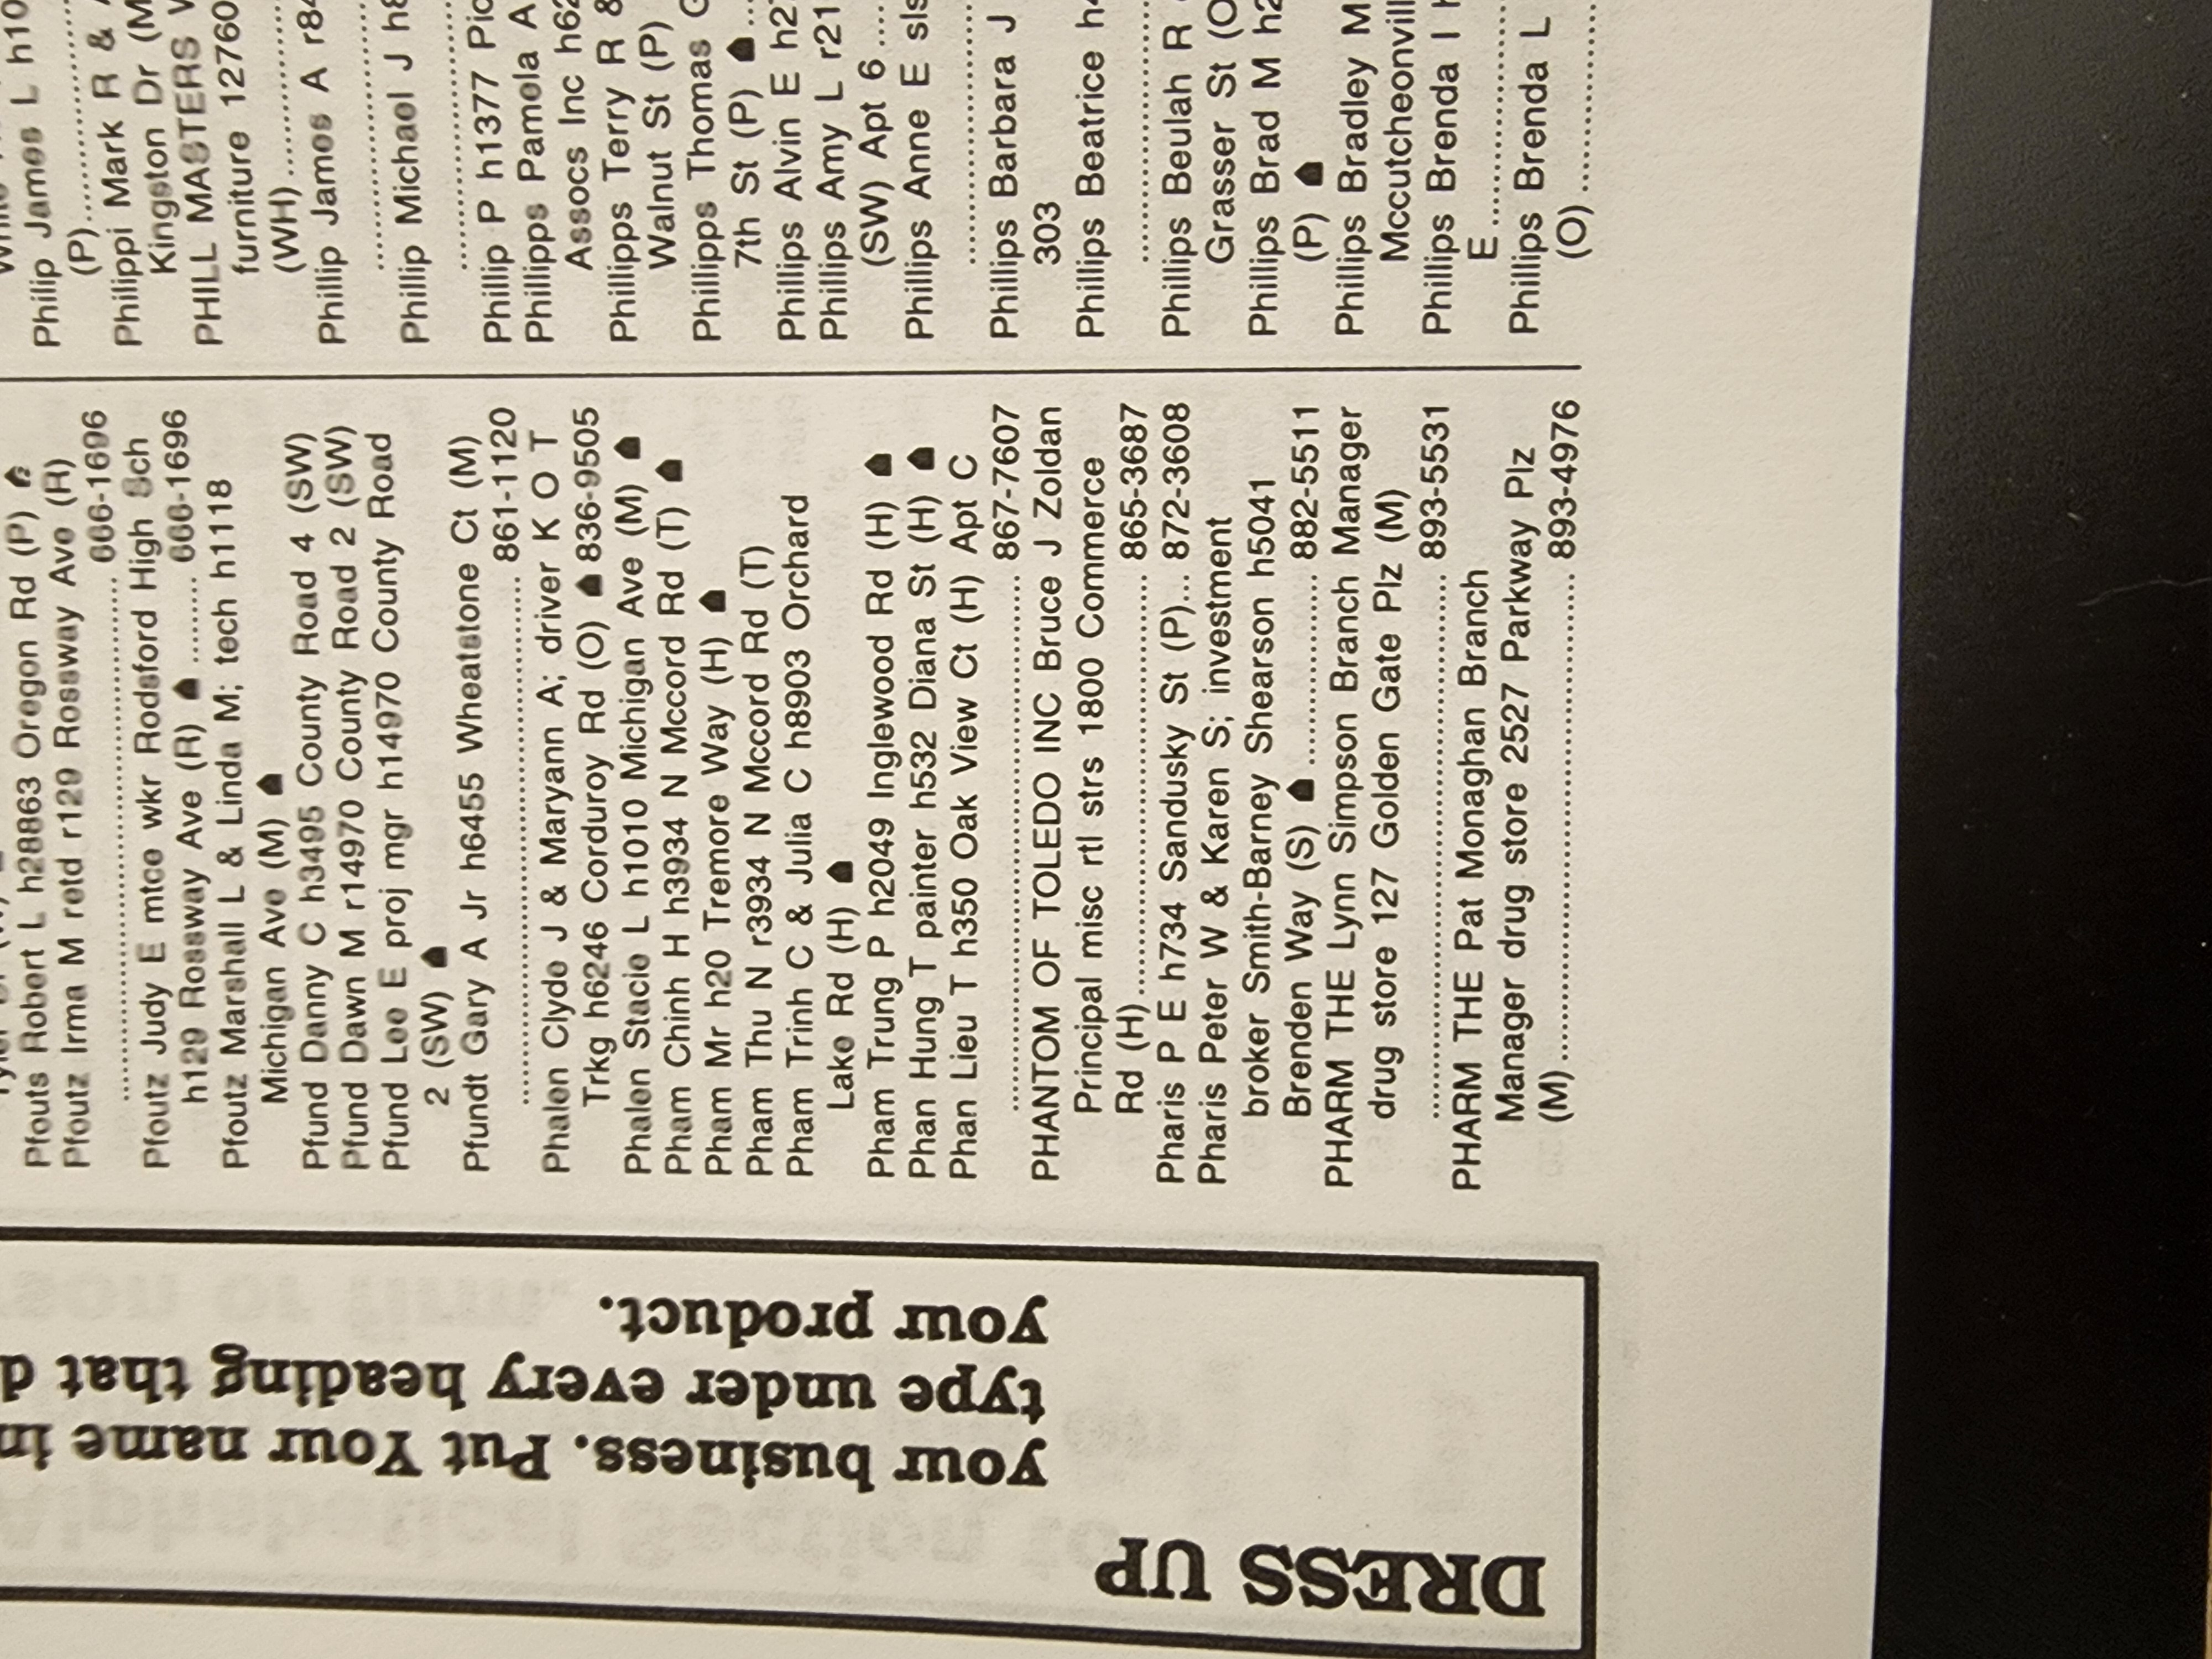 Pfouts Robert L h28863 Oregon Rd (P)
Pfoutz Irma M retd r129 Rossway Ave (R)
........................................ 666-1696
Pfoutz Judy E mtce wkr Rodsford High Sch
h129 Rossway Ave (R) ........ 666-1696
Pfoutz Marshall L & Linda M; tech h1118
Michigan Ave (M)
Pfund Danny C h3495 County Road 4 (SW)
Pfund Dawn M r14970 County Road 2 (SW)
Pfund Lee E proj mgr h14970 County Road
2 (SW)
Pfundt Gary A Jr h6455 Wheatstone Ct (M)
........................................ 861-1120
Phalen Clyde J & Maryann A; driver K O T
Trkg h6246 Corduroy Rd (O) 836-9505
Phalen Stacie L h1010 Michigan Ave (M)
Pham Chinh H h3934 N Mccord Rd (T)
Pham Mr h20 Tremore Way (H)
Pham Thu N r3934 N Mccord Rd (T)
Pham Trinh C & Julia C h8903 Orchard
Lake Rd (H)
Pham Trung P h2049 Inglewood Rd (H)
Phan Hung T painter h532 Diana St (H)
Phan Lieu T h350 Oak View Ct (H) Apt C
........................................ 867-7607
PHANTOM OF TOLEDO INC Bruce J Zoldan
Principal misc rtl strs 1800 Commerce
Rd (H)................................ 865-3687
Pharis P E h734 Sandusky St (P)... 872-3608
Pharis Peter W & Karen S; investment
broker Smith-Barney Shearson h5041
Brenden Way (S) ............... 882-5511
PHARM THE Lynn Simpson Branch Manager
drug store 127 Golden Gate Plz (M)
........................................ 893-5531
PHARM THE Pat Monaghan Branch
Manager drug store 2527 Parkway Plz
(M)..................................... 893-4976
Philip James L h10
(P)................
Philippi Mark R &
Kingston Dr (M
PHILL MASTERS
furniture 12760
(WH)..............
Phillip James A r84
................
Phillip Michael J h8
................
Phillip P h1377 Pic
Phillipps Pamela A
Assocs Inc h62
Phillipps Terry R &
Walnut St (P)
Phillipps Thomas G
7th St (P) ...
Phillips Alvin E h27
Phillips Amy L r21
(SW) Apt 6....
Phillips Anne E sls
................
Phillips Barbara J
303
Phillips Beatrice h4
................
Phillips Beulah R
Grasser St (O
Phillips Brad M h2
(P)
Phillips Bradley M
Mccutcheonvill
Phillips Brenda I
E ................
Phillips Brenda L
(O)................
DRESS UP
your business. Put Your name in
type under every heading that d
your product.